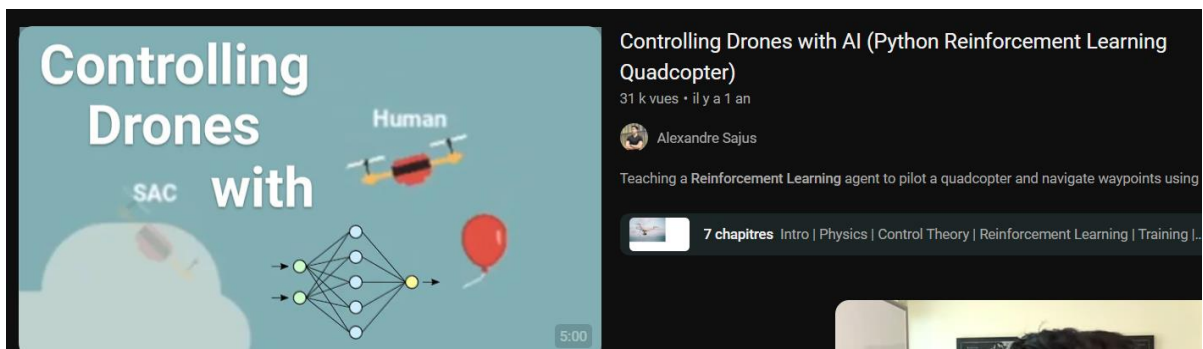 Controlling
Drones
with
Human
SAC
5:00
Controlling Drones with AI (Python Reinforcement Learning
Quadcopter)
31 k vues • il y a 1 an
Alexandre Sajus
Teaching a Reinforcement Learning agent to pilot a quadcopter and navigate waypoints using
7 chapitres Intro | Physics | Control Theory | Reinforcement Learning | Training |...